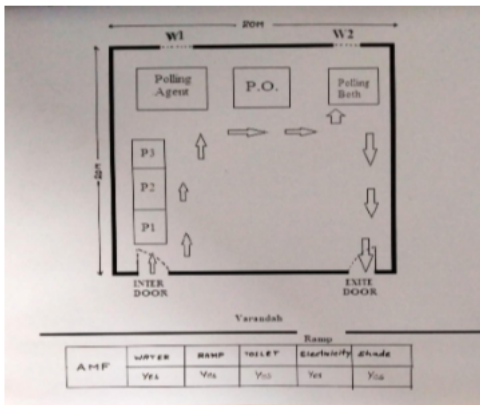 20m
W1
W2
Polling
Agent
P.O.
Polling
Both
P3
P2
P1
INTER
DOOR
EXITE
DOOR
Varandah
Ramp
AMF
WATER
RAMP
TOILET
Electricity
Shade
Yes
Yes
Yes
Yes
Yes